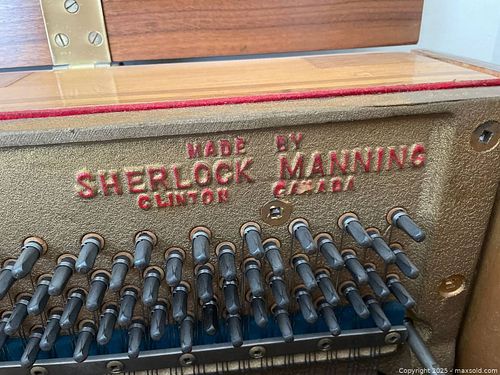 MADE BY
SHERLOCK MANNING
CLINTON CANADA
Copyright 2025 - maxsold.com